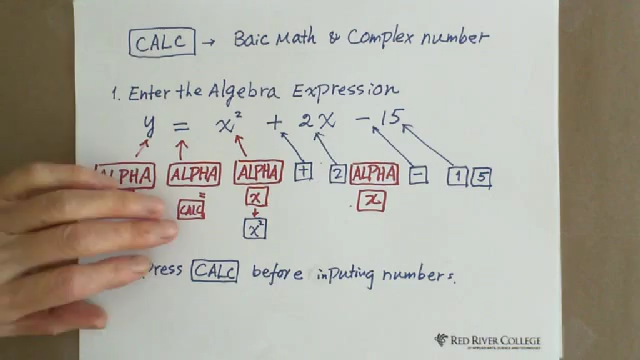 CALC → Baic Math & Complex number
1. Enter the Algebra Expression
y = x² + 2x - 15
ALPHA ALPHA ALPHA + 2 ALPHA - 1 5
= CALC x x
x²
press CALC before inputing numbers.
RED RIVER COLLEGE